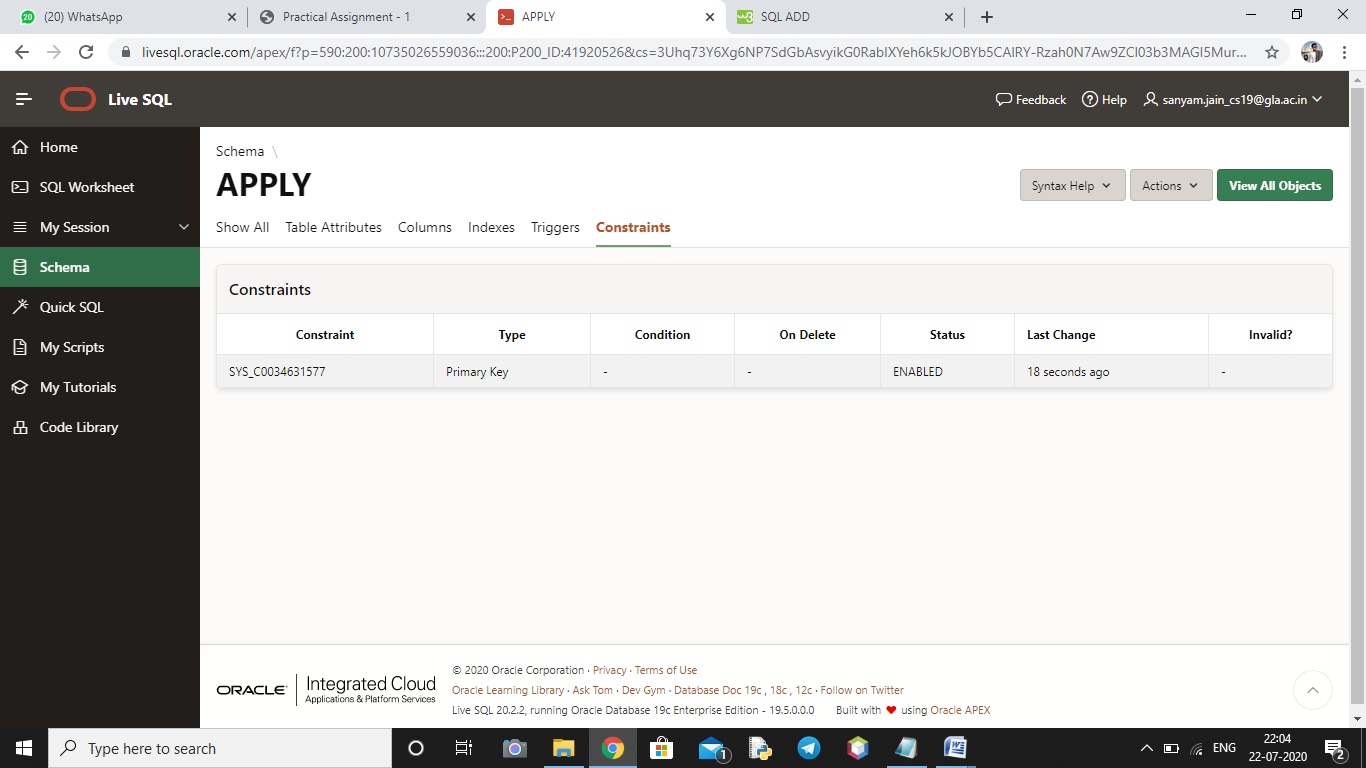 (20) WhatsApp
Practical Assignment - 1
APPLY
SQL ADD
livesql.oracle.com/apex/f?p=590:200:10735026559036:::200:P200_ID:41920526&cs=3Uhq73Y6Xg6NP7SdGbAsvyikG0RabIXYeh6k5kJOBYb5CAIRY-Rzah0N7Aw9ZCl03b3MAGI5Mur...
Live SQL
Feedback
Help
sanyam.jain_cs19@gla.ac.in
Home
SQL Worksheet
My Session
Schema
Quick SQL
My Scripts
My Tutorials
Code Library
Schema \
APPLY
Syntax Help
Actions
View All Objects
Show All Table Attributes Columns Indexes Triggers Constraints
Constraints
Constraint Type Condition On Delete Status Last Change Invalid?
SYS_C0034631577 Primary Key - - ENABLED 18 seconds ago -
ORACLE Integrated Cloud
Applications & Platform Services
© 2020 Oracle Corporation · Privacy · Terms of Use
Oracle Learning Library · Ask Tom · Dev Gym · Database Doc 19c , 18c , 12c · Follow on Twitter
Live SQL 20.2.2, running Oracle Database 19c Enterprise Edition - 19.5.0.0.0 Built with ❤ using Oracle APEX
Type here to search
1
ENG
22:04
22-07-2020
2